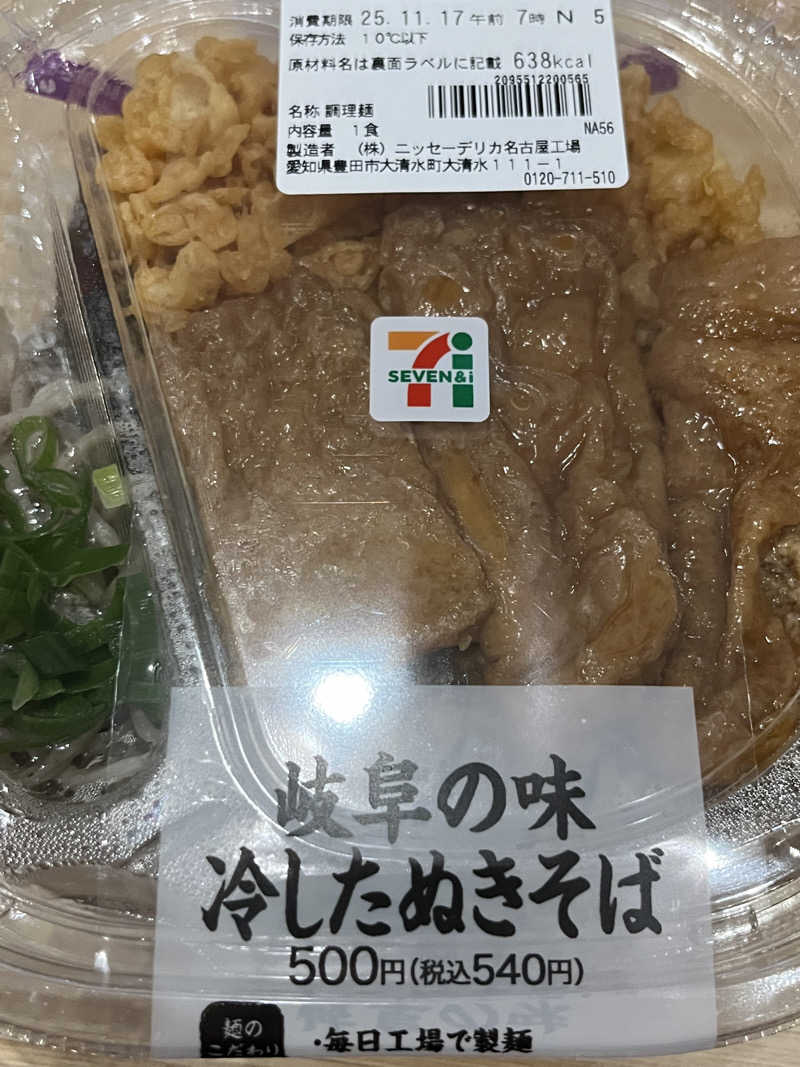 消費期限 25.11.17午前 7時 N 5
保存方法 10℃以下
原材料名は裏面ラベルに記載 638kcal
2095512200565
名称 調理麺
内容量 1食 NA56
製造者 (株)ニッセーデリカ名古屋工場
愛知県豊田市大清水町大清水111-1
0120-711-510
7i
SEVEN&i
岐阜の味
冷したぬきそば
500円(税込540円)
麺の
こだわり
・毎日工場で製麺